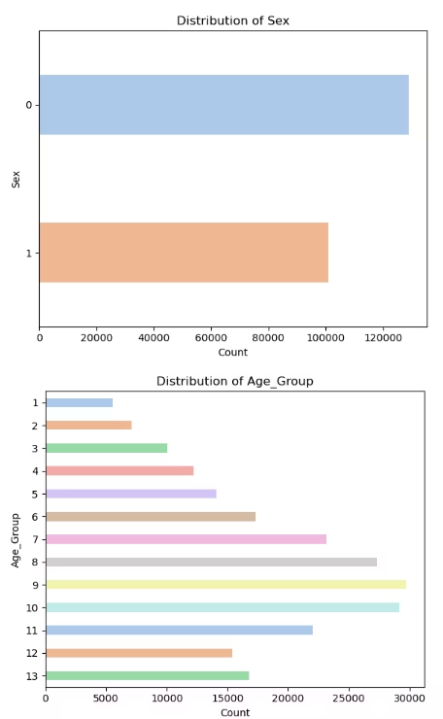 Distribution of Sex
0
Sex
1
0 20000 40000 60000 80000 100000 120000
Count
Distribution of Age_Group
1
2
3
4
5
6
7
Age_Group
8
9
10
11
12
13
0 5000 10000 15000 20000 25000 30000
Count